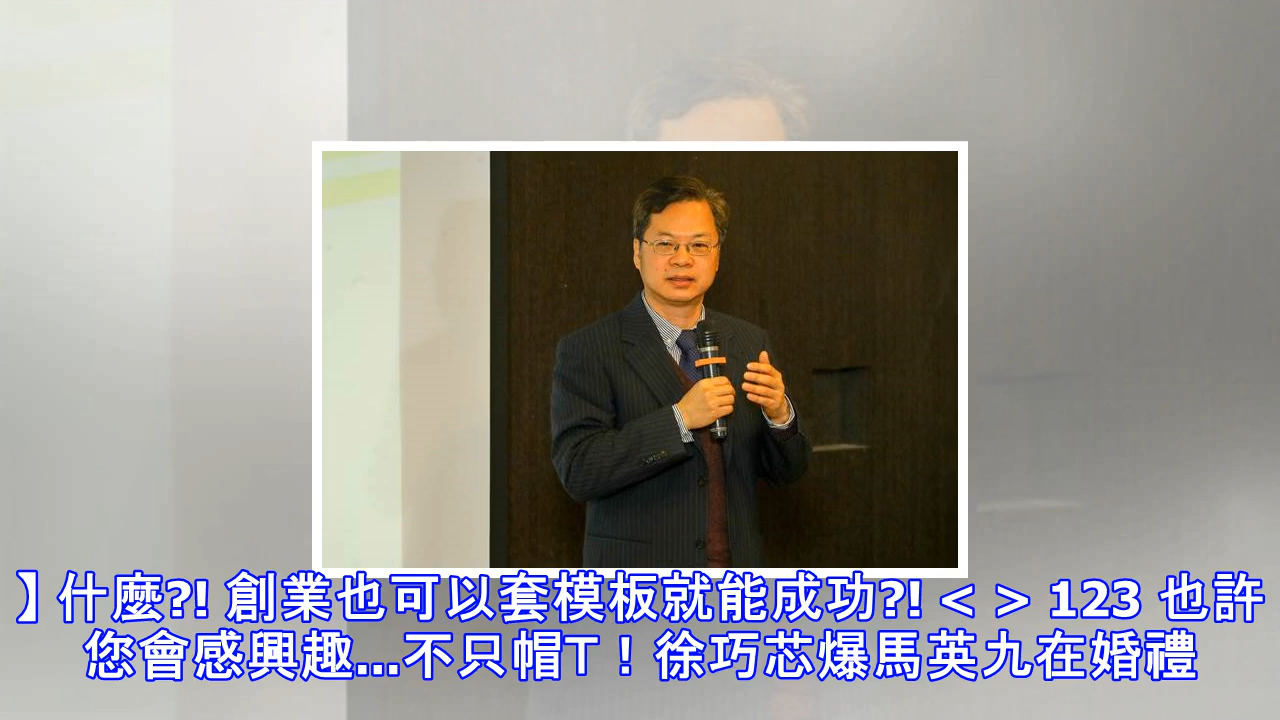 】什麼?! 創業也可以套模板就能成功?! < > 123 也許
您會感興趣...不只帽T！徐巧芯爆馬英九在婚禮